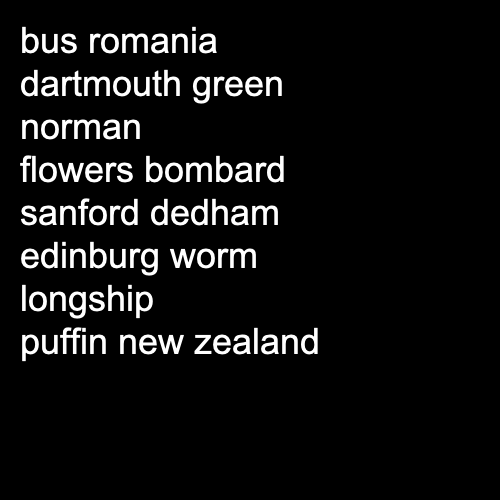 bus romania
dartmouth green
norman
flowers bombard
sanford dedham
edinburg worm
longship
puffin new zealand